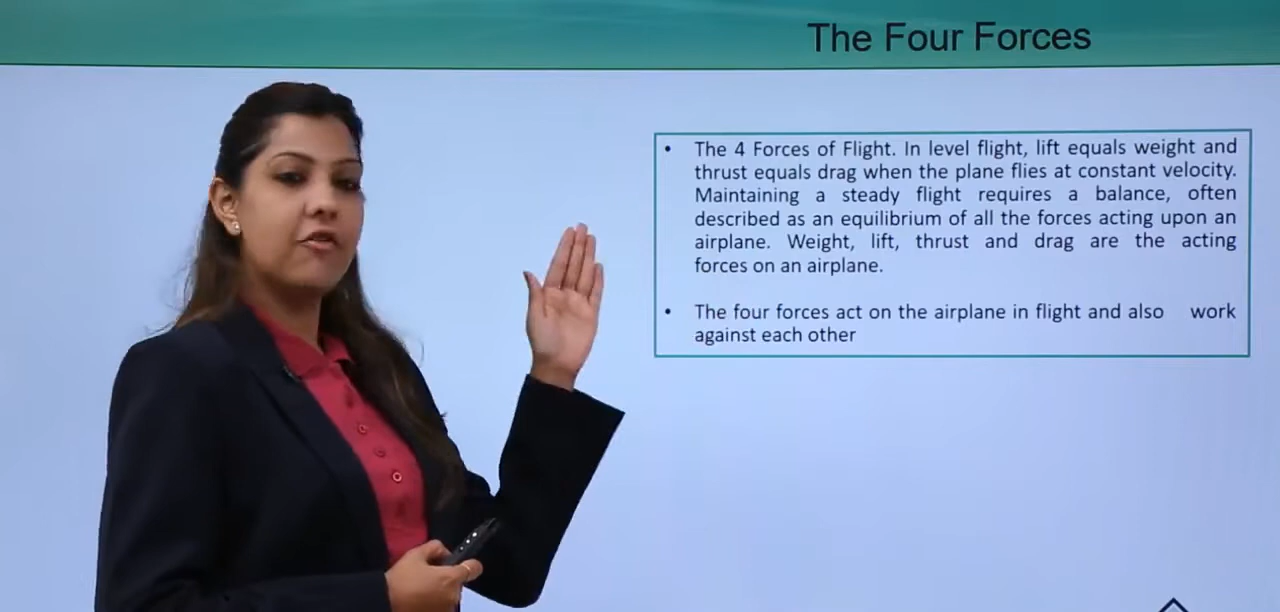 The Four Forces
• The 4 Forces of Flight. In level flight, lift equals weight and
thrust equals drag when the plane flies at constant velocity.
Maintaining a steady flight requires a balance, often
described as an equilibrium of all the forces acting upon an
airplane. Weight, lift, thrust and drag are the acting
forces on an airplane.
• The four forces act on the airplane in flight and also work
against each other